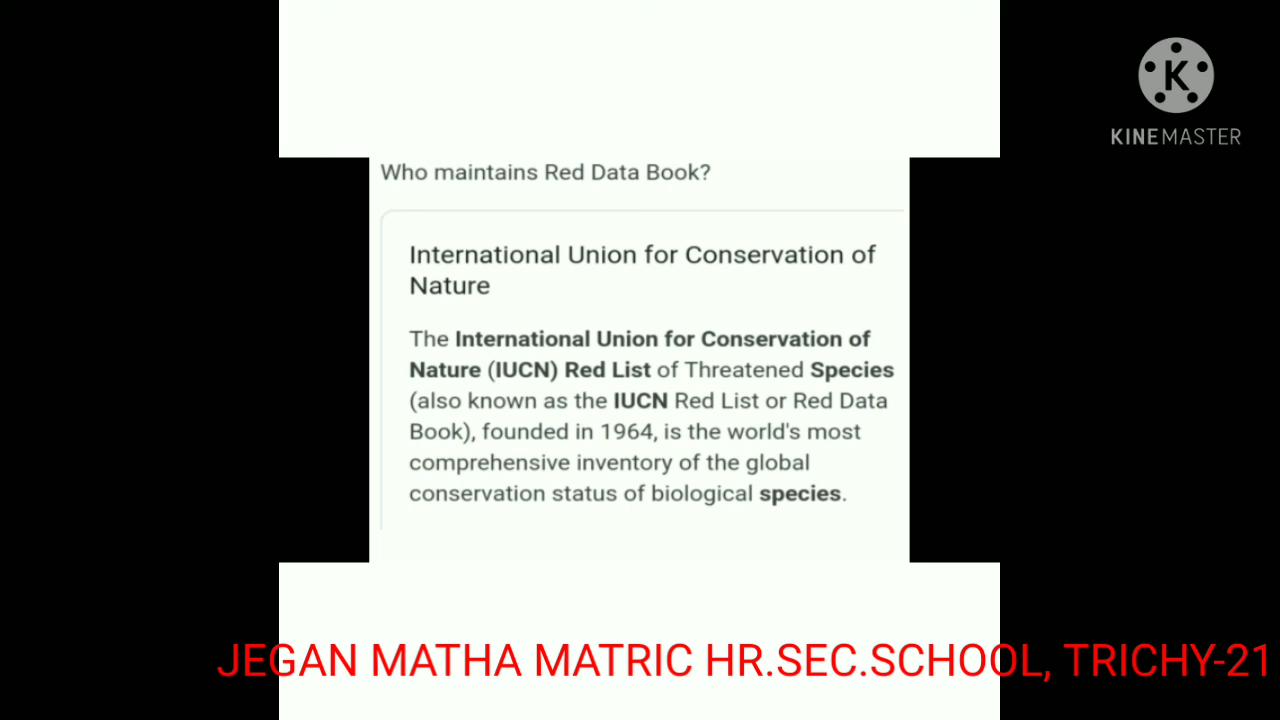 K
KINEMASTER
Who maintains Red Data Book?
International Union for Conservation of
Nature
The International Union for Conservation of
Nature (IUCN) Red List of Threatened Species
(also known as the IUCN Red List or Red Data
Book), founded in 1964, is the world's most
comprehensive inventory of the global
conservation status of biological species.
JEGAN MATHA MATRIC HR.SEC.SCHOOL, TRICHY-21